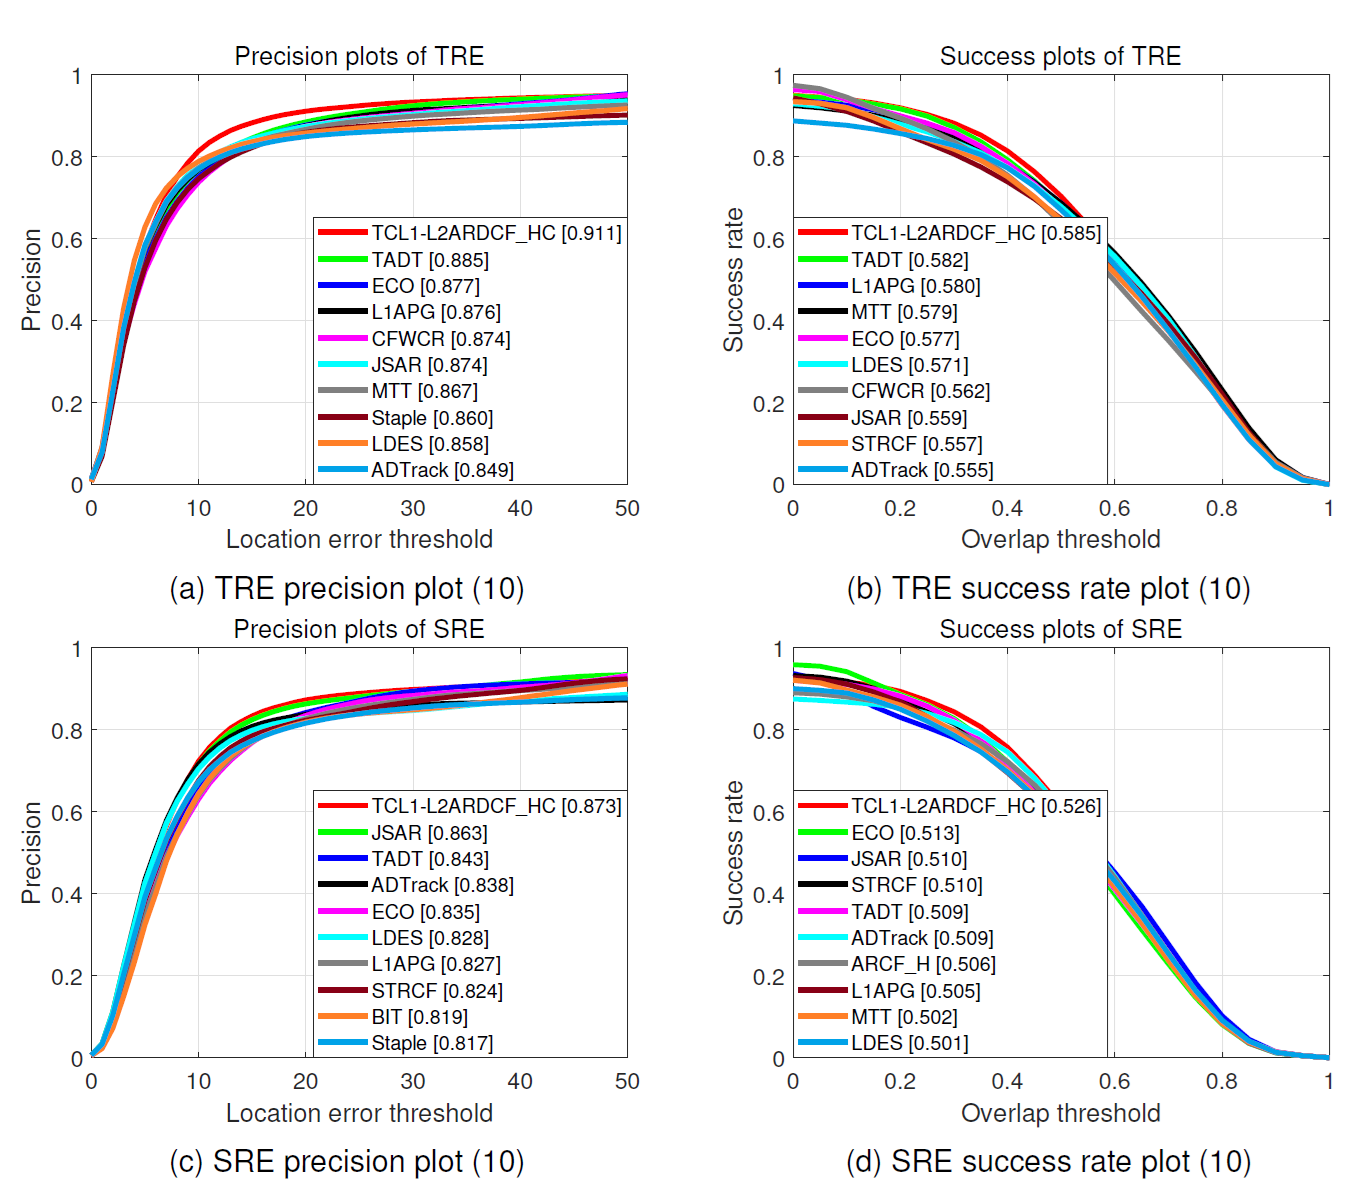 Precision plots of TRE
Precision
1
0.8
0.6
0.4
0.2
0
TCL1-L2ARDCF_HC [0.911]
TADT [0.885]
ECO [0.877]
L1APG [0.876]
CFWCR [0.874]
JSAR [0.874]
MTT [0.867]
Staple [0.860]
LDES [0.858]
ADTrack [0.849]
0 10 20 30 40 50
Location error threshold
(a) TRE precision plot (10)
Success plots of TRE
Success rate
1
0.8
0.6
0.4
0.2
0
TCL1-L2ARDCF_HC [0.585]
TADT [0.582]
L1APG [0.580]
MTT [0.579]
ECO [0.577]
LDES [0.571]
CFWCR [0.562]
JSAR [0.559]
STRCF [0.557]
ADTrack [0.555]
0 0.2 0.4 0.6 0.8 1
Overlap threshold
(b) TRE success rate plot (10)
Precision plots of SRE
Precision
1
0.8
0.6
0.4
0.2
0
TCL1-L2ARDCF_HC [0.873]
JSAR [0.863]
TADT [0.843]
ADTrack [0.838]
ECO [0.835]
LDES [0.828]
L1APG [0.827]
STRCF [0.824]
BIT [0.819]
Staple [0.817]
0 10 20 30 40 50
Location error threshold
(c) SRE precision plot (10)
Success plots of SRE
Success rate
1
0.8
0.6
0.4
0.2
0
TCL1-L2ARDCF_HC [0.526]
ECO [0.513]
JSAR [0.510]
STRCF [0.510]
TADT [0.509]
ADTrack [0.509]
ARCF_H [0.506]
L1APG [0.505]
MTT [0.502]
LDES [0.501]
0 0.2 0.4 0.6 0.8 1
Overlap threshold
(d) SRE success rate plot (10)